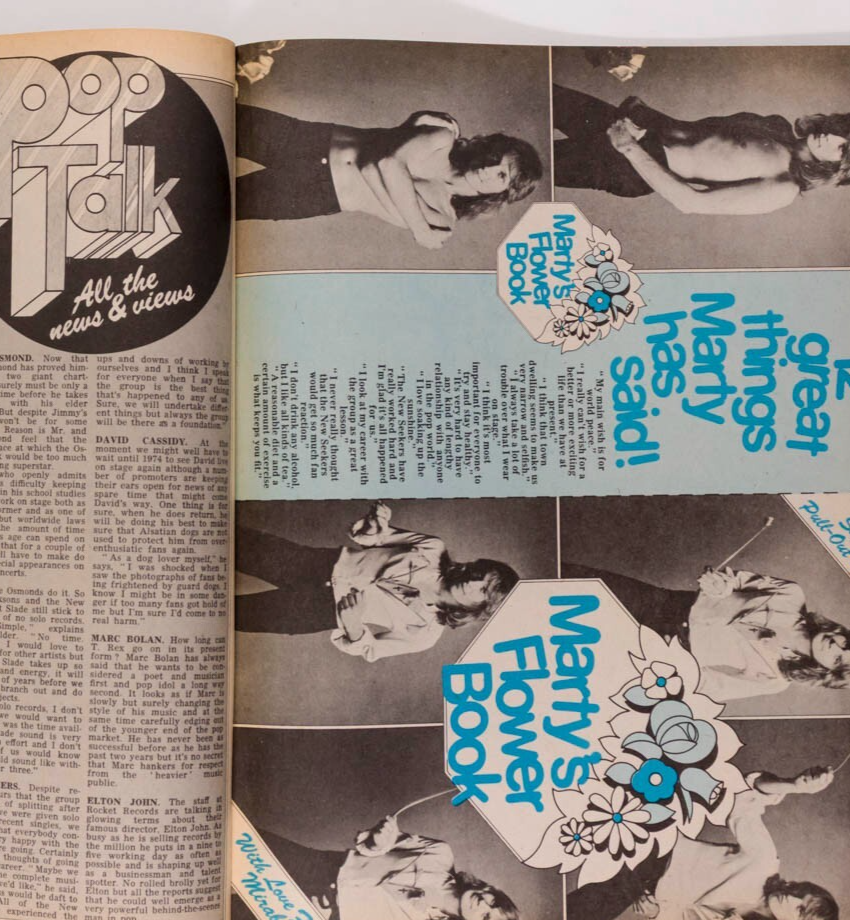 Pop
Talk
All the
news & views
SMOND. Now that
ond has proved him-
two giant chart-
urely must be only a
time before he takes
with his elder
But despite Jimmy's
won't be for some
Reason is Mr. and
ond feel that the
ace at which the Os-
would be too much
ng superstar.
so openly admits
s difficulty keeping
in his school studies
ork on stage both as
ormer and as one of
but worldwide laws
he amount of time
s age can spend on
that for a couple of
ll have to make do
cial appearances on
ncerts.
e Osmonds do it. So
ksons and the New
t Slade still stick to
of no solo records.
simple," explains
lder. "No time.
I would love to
for other artists but
Slade takes up so
and energy, it will
of years before we
branch out and do
jects.
olo records, I don't
we would want to
was the time avail-
ade sound is very
effort and I don't
f us would know
ld sound like with-
r three."
ERS. Despite re-
urs that the group
of splitting after
were given solo
recent singles, we
hat everybody con-
y happy with the
re going. Certainly
thoughts of going
areer. "Maybe we
e complete musi-
we'd like," he said,
s would be daft to
All of the New
experienced the
ups and downs of working by
ourselves and I think I speak
for everyone when I say that
the group is the best thing
that's happened to any of us.
Sure, we will undertake differ-
ent things but always the group
will be there as a foundation."
DAVID CASSIDY. At the
moment we might well have to
wait until 1974 to see David live
on stage again although a num-
ber of promoters are keeping
their ears open for news of any
spare time that might come
David's way. One thing is for
sure, when he does return, he
will be doing his best to make
sure that Alsatian dogs are not
used to protect him from over-
enthusiatic fans again.
"As a dog lover myself," he
says, "I was shocked when I
saw the photographs of fans be-
ing frightened by guard dogs. I
know I might be in some dan-
ger if too many fans got hold of
me but I'm sure I'd come to no
real harm."
MARC BOLAN. How long can
T. Rex go on in its present
form? Marc Bolan has always
said that he wants to be con-
sidered a poet and musician
first and pop idol a long way
second. It looks as if Marc is
slowly but surely changing the
style of his music and at the
same time carefully edging out
of the younger end of the pop
market. He has never been as
successful before as he has the
past two years but it's no secret
that Marc hankers for respect
from the 'heavier' music
public.
ELTON JOHN. The staff at
Rocket Records are talking in
glowing terms about their
famous director, Elton John. As
busy as he is selling records by
the million he puts in a nine to
five working day as often as
possible and is shaping up well
as a businessman and talent
spotter. No rolled brolly yet for
Elton but all the reports suggest
that he could well emerge as a
very powerful behind-the-scenes
man in pop.
Marty's
Flower
Book
12
great
things
Marty
has
said!
"My main wish is for
world peace."
"I really can't wish for a
better or more exciting
life than what I have at
present."
"I think that town
dwelling seems to make us
very narrow and selfish."
"I always take a lot of
trouble over what I wear
on stage."
"I think it's most
important for everyone to
try and stay healthy."
"It's very hard to have
any kind of lengthy
relationship with anyone
in the pop world."
"I love soaking up the
sunshine."
"The New Seekers have
really worked hard and
I'm glad it all happened
for us."
"I look at my career with
the group as a great
lesson."
"I never really thought
that the New Seekers
would get so much fan
reaction."
"I don't drink any alcohol
but I like all kinds of tea."
"A reasonable diet and a
certain amount of exercise
is what keeps you fit."
Pull-Out
Marty's
Flower
Book
With Love